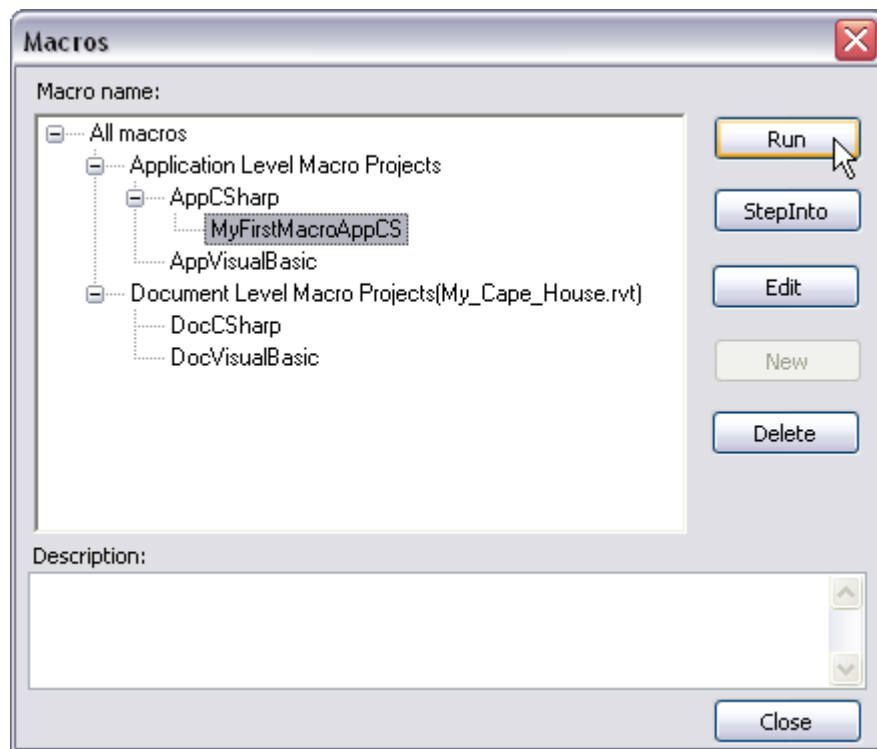 Macros
Macro name:
All macros
Application Level Macro Projects
AppCSharp
MyFirstMacroAppCS
AppVisualBasic
Document Level Macro Projects(My_Cape_House.rvt)
DocCSharp
DocVisualBasic
Run
StepInto
Edit
New
Delete
Description:
Close